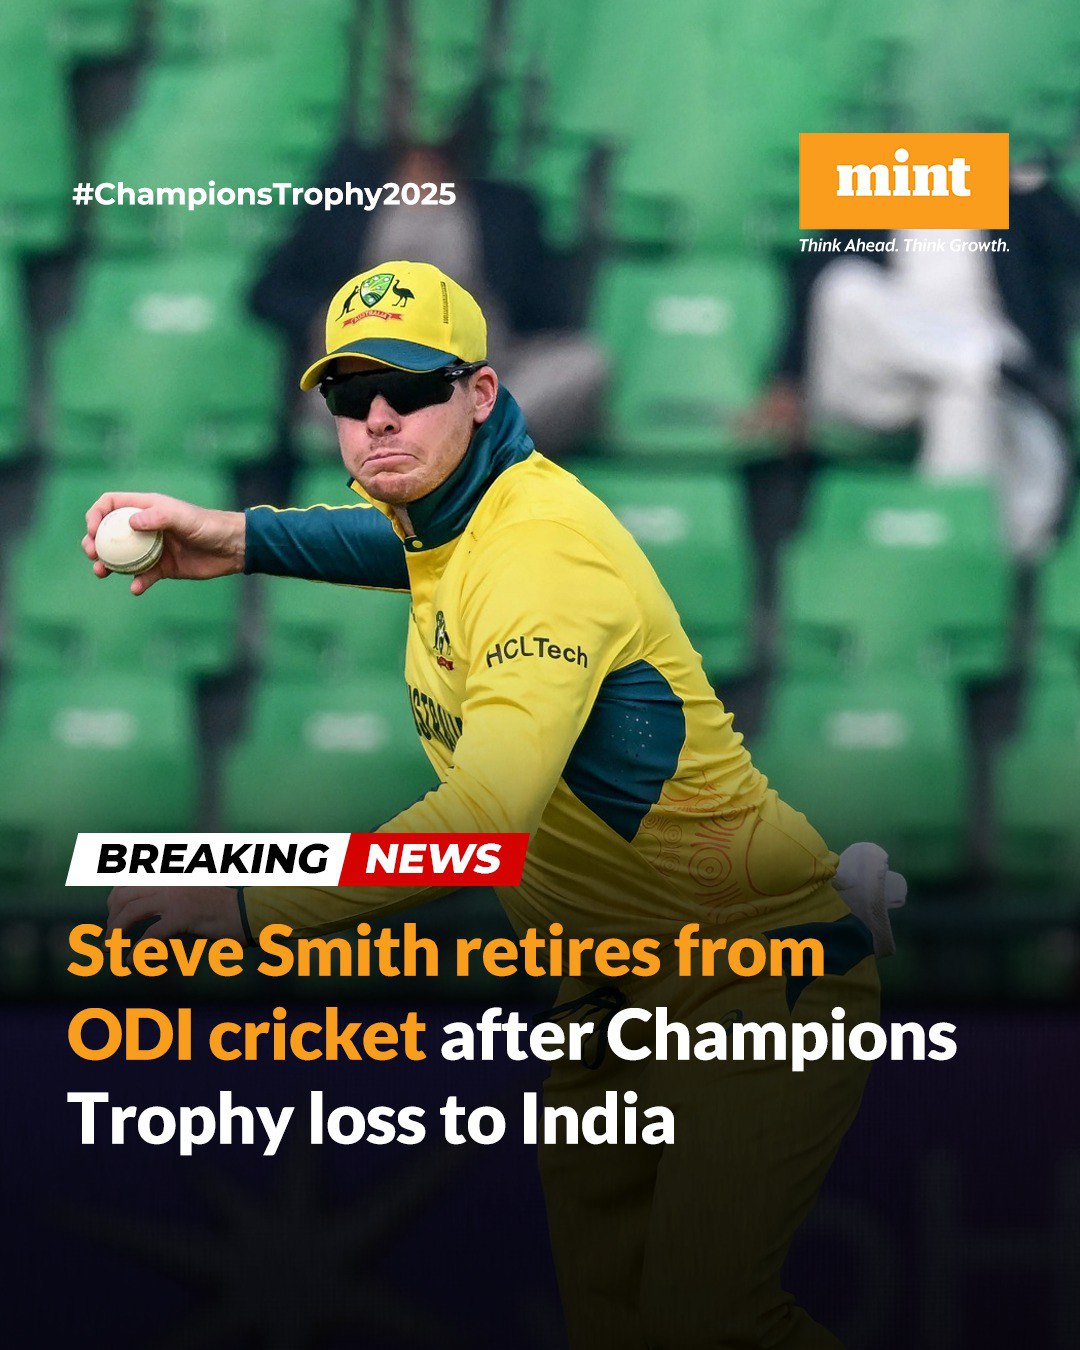 #ChampionsTrophy2025
mint
Think Ahead. Think Growth.
AUSTRALIA
HCLTech
BREAKING NEWS
Steve Smith retires from
ODI cricket after Champions
Trophy loss to India